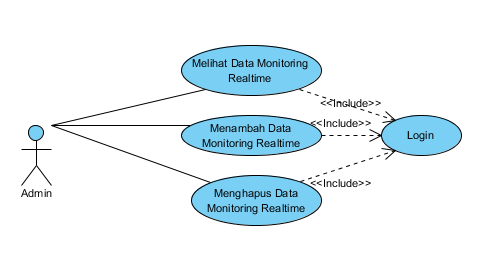 Melihat Data Monitoring
Realtime
<<Include>>
Menambah Data
Monitoring Realtime
<<Include>>
Login
Menghapus Data
Monitoring Realtime
<<Include>>
Admin